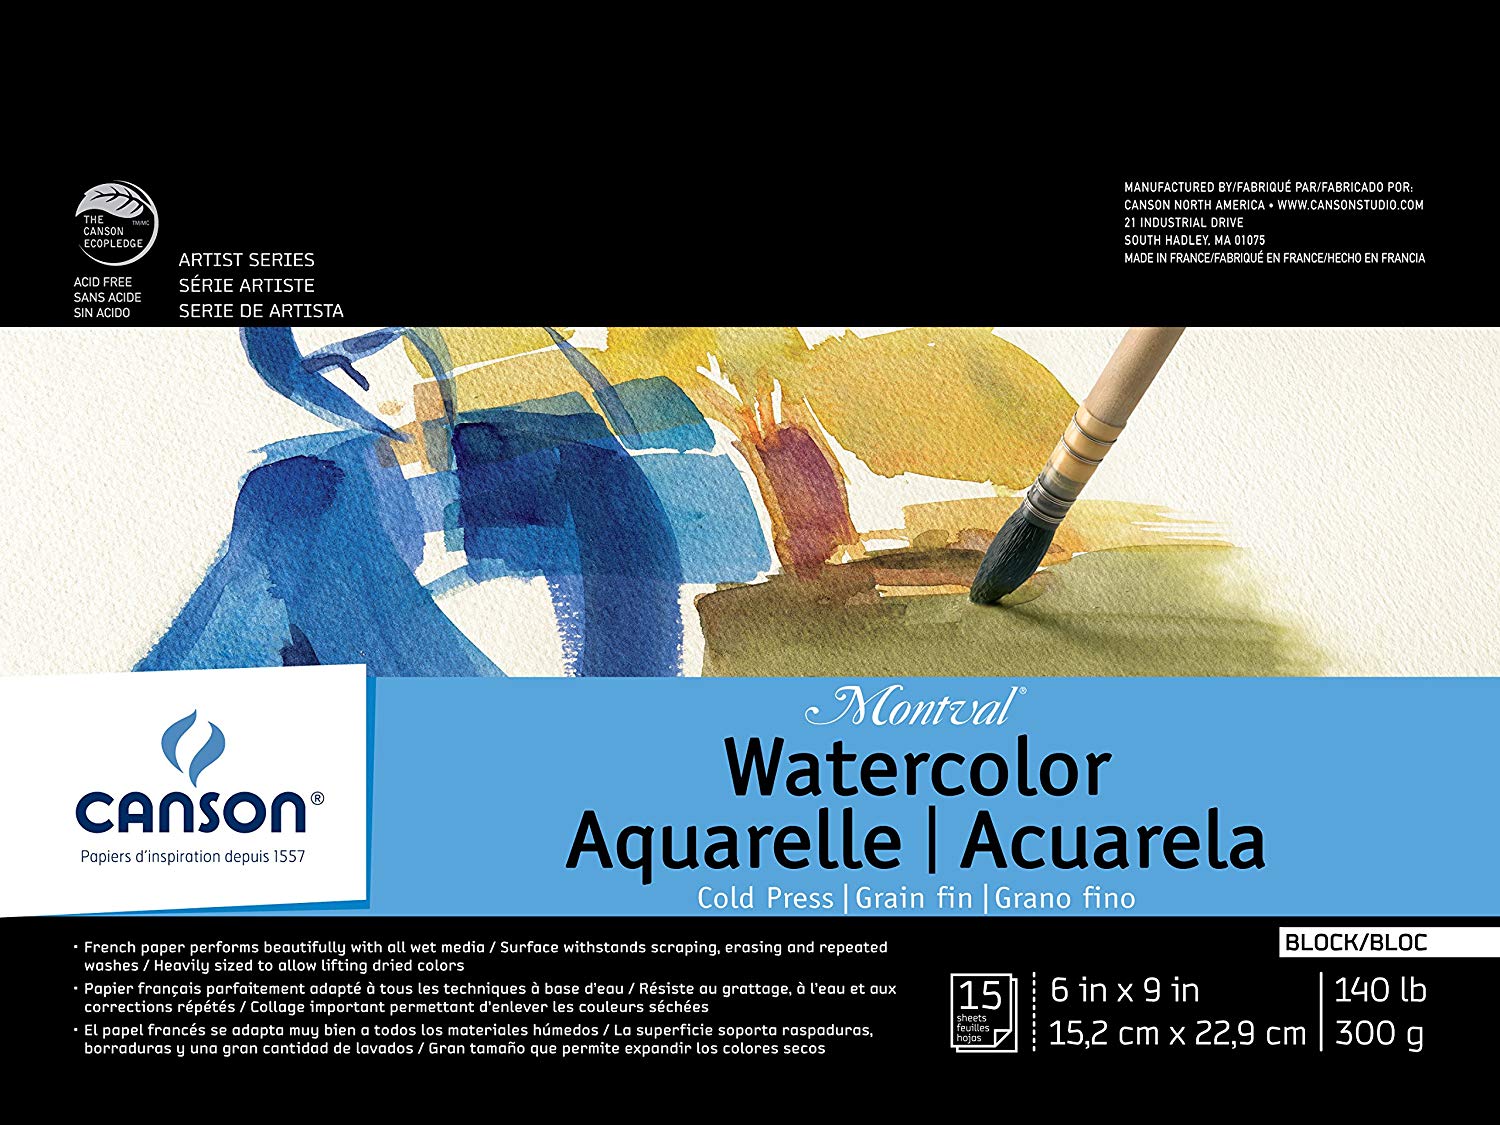 THE
CANSON
ECOPLEDGE
TM/MC
ACID FREE
SANS ACIDE
SIN ACIDO
ARTIST SERIES
SÉRIE ARTISTE
SERIE DE ARTISTA
MANUFACTURED BY/FABRIQUÉ PAR/FABRICADO POR:
CANSON NORTH AMERICA • WWW.CANSONSTUDIO.COM
21 INDUSTRIAL DRIVE
SOUTH HADLEY, MA 01075
MADE IN FRANCE/FABRIQUÉ EN FRANCE/HECHO EN FRANCIA
CANSON®
Papiers d'inspiration depuis 1557
Montval®
Watercolor
Aquarelle | Acuarela
Cold Press | Grain fin | Grano fino
· French paper performs beautifully with all wet media / Surface withstands scraping, erasing and repeated
washes / Heavily sized to allow lifting dried colors
· Papier français parfaitement adapté à tous les techniques à base d'eau / Résiste au grattage, à l'eau et aux
corrections répétés / Collage important permettant d'enlever les couleurs séchées
· El papel francés se adapta muy bien a todos los materiales húmedos / La superficie soporta raspaduras,
borraduras y una gran cantidad de lavados / Gran tamaño que permite expandir los colores secos
BLOCK/BLOC
15
sheets
feuilles
hojas
6 in x 9 in
15,2 cm x 22,9 cm
140 lb
300 g